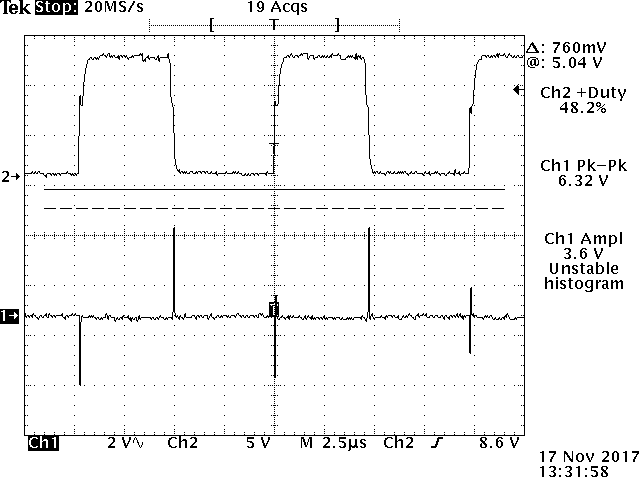 Tek Stop: 20MS/s 19 Acqs
[ T ]
Δ: 760mV
@: 5.04 V
Ch2 +Duty
48.2%
2→
Ch1 Pk-Pk
6.32 V
Ch1 Ampl
3.6 V
Unstable
histogram
1→
Ch1 2 V∿ Ch2 5 V M 2.5µs Ch2 ƒ 8.6 V
17 Nov 2017
13:31:58